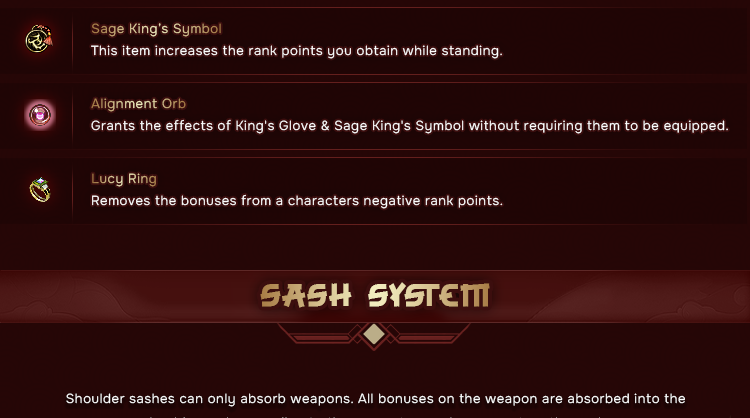 Sage King's Symbol
This item increases the rank points you obtain while standing.
Alignment Orb
Grants the effects of King's Glove & Sage King's Symbol without requiring them to be equipped.
Lucy Ring
Removes the bonuses from a characters negative rank points.
SASH SYSTEM
Shoulder sashes can only absorb weapons. All bonuses on the weapon are absorbed into the